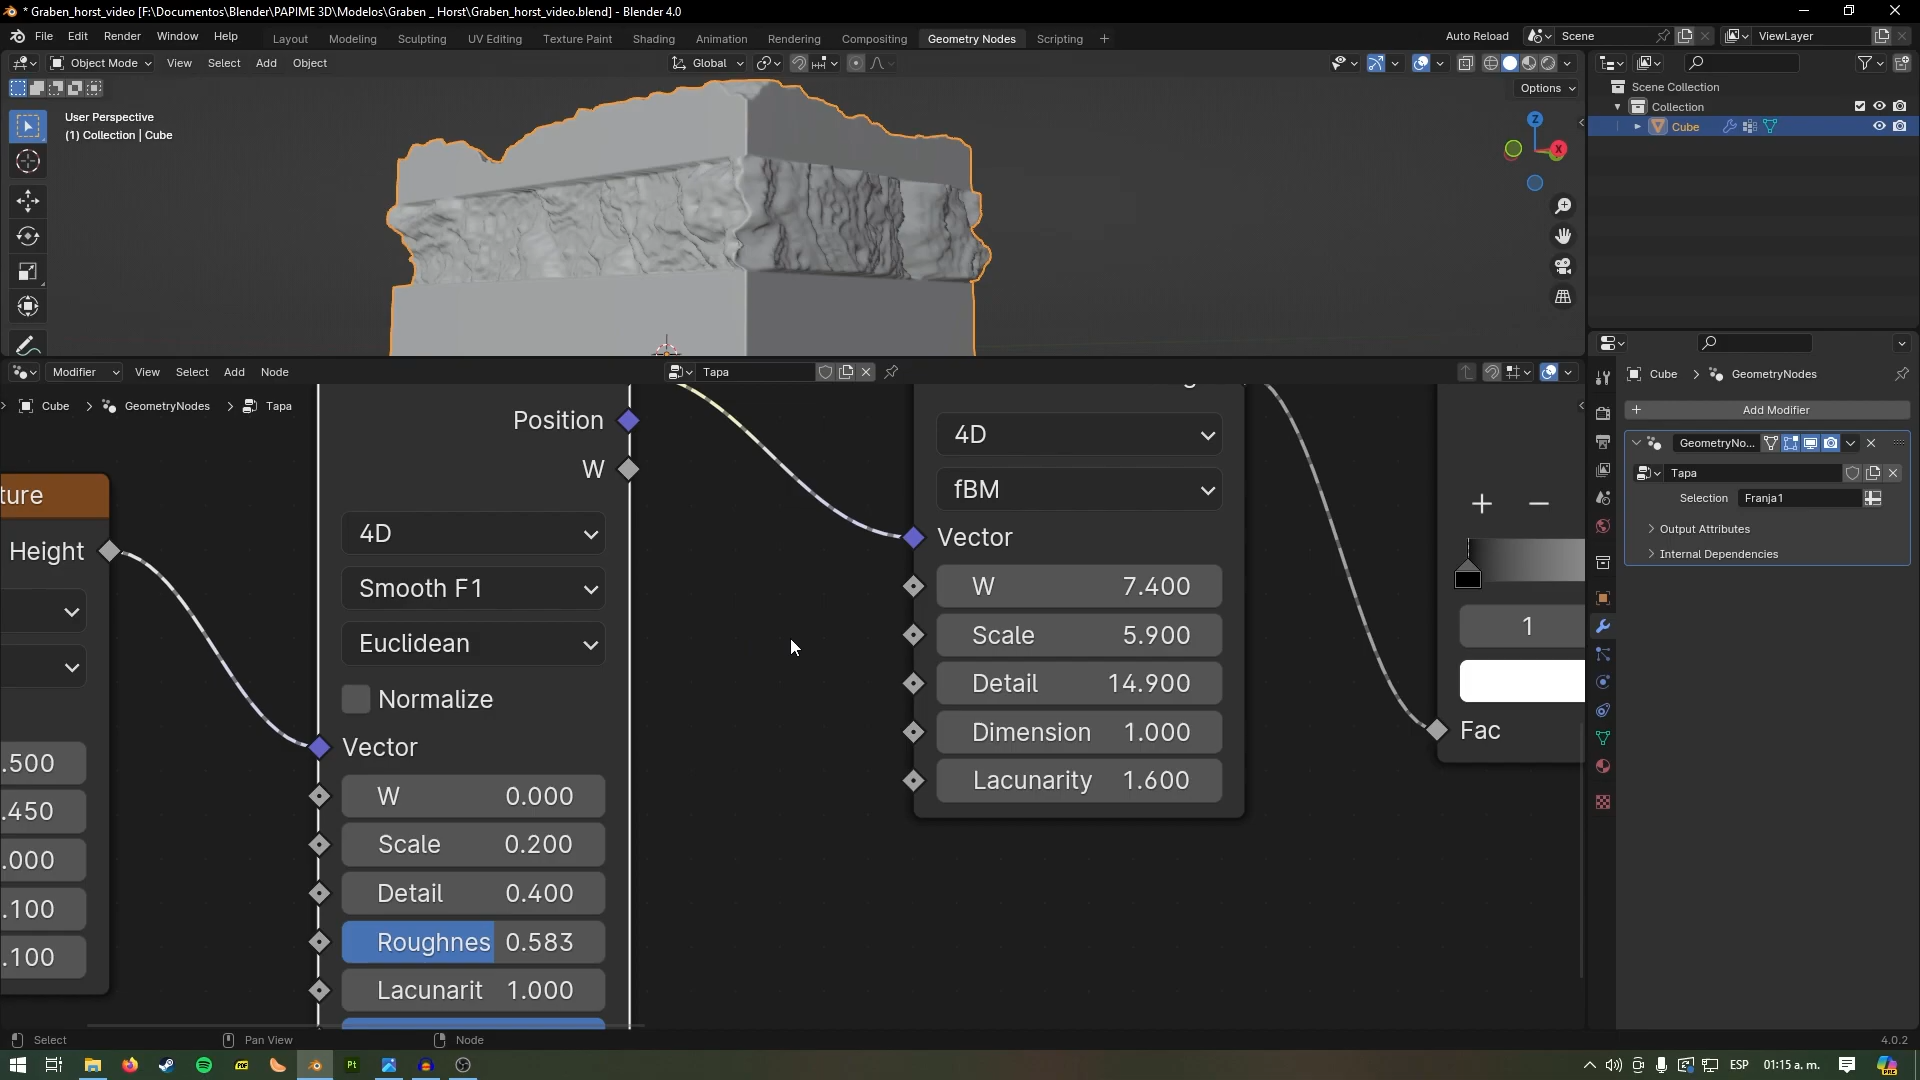 * Graben_horst_video [F:\Documentos\Blender\PAPIME 3D\Modelos\Graben _ Horst\Graben_horst_video.blend] - Blender 4.0
File Edit Render Window Help
Layout Modeling Sculpting UV Editing Texture Paint Shading Animation Rendering Compositing Geometry Nodes Scripting +
Auto Reload Scene ViewLayer
Object Mode View Select Add Object
Global
Options
User Perspective
(1) Collection | Cube
Z
X
Scene Collection
Collection
Cube
Modifier View Select Add Node
Tapa
Cube > GeometryNodes > Tapa
ture
Height
.500
.450
.000
.100
.100
Position
W
4D
Smooth F1
Euclidean
Normalize
Vector
W 0.000
Scale 0.200
Detail 0.400
Roughnes 0.583
Lacunarit 1.000
4D
fBM
Vector
W 7.400
Scale 5.900
Detail 14.900
Dimension 1.000
Lacunarity 1.600
1
Fac
Cube > GeometryNodes
Add Modifier
GeometryNo...
Tapa
Selection Franja1
Output Attributes
Internal Dependencies
Select
Pan View
Node
4.0.2
Pt
ESP
01:15 a. m.